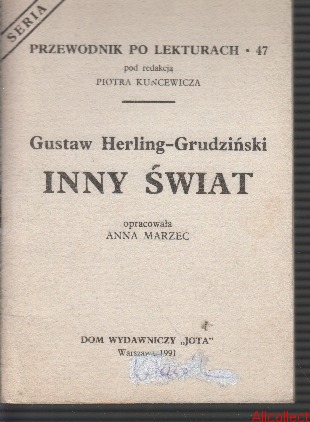 SERIA
PRZEWODNIK PO LEKTURACH • 47
pod redakcją
PIOTRA KUNCEWICZA
Gustaw Herling-Grudziński
INNY ŚWIAT
opracowała
ANNA MARZEC
DOM WYDAWNICZY „JOTA”
Warszawa 1991
Allcollect